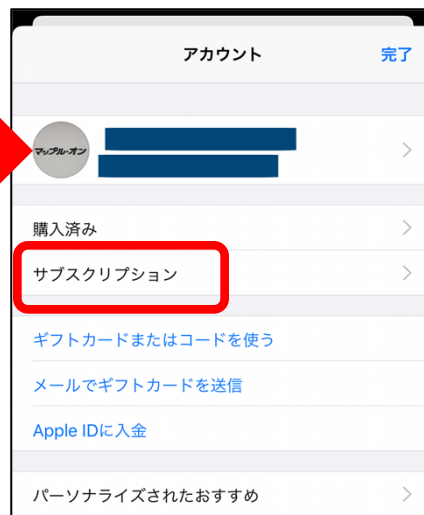 アカウント 完了
マップル・オン
購入済み
サブスクリプション
ギフトカードまたはコードを使う
メールでギフトカードを送信
Apple IDに入金
パーソナライズされたおすすめ